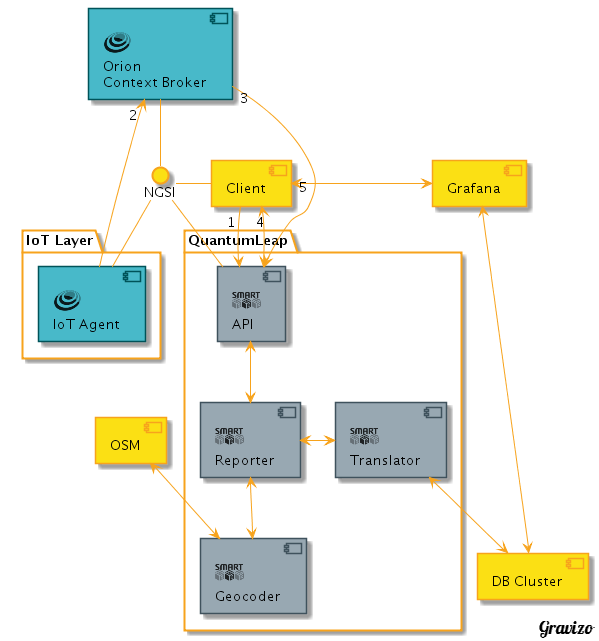 Orion
Context Broker
2
3
NGSI
Client
5
Grafana
1
4
IoT Layer
QuantumLeap
IoT Agent
SMART
API
OSM
SMART
Reporter
SMART
Translator
SMART
Geocoder
DB Cluster
Gravizo